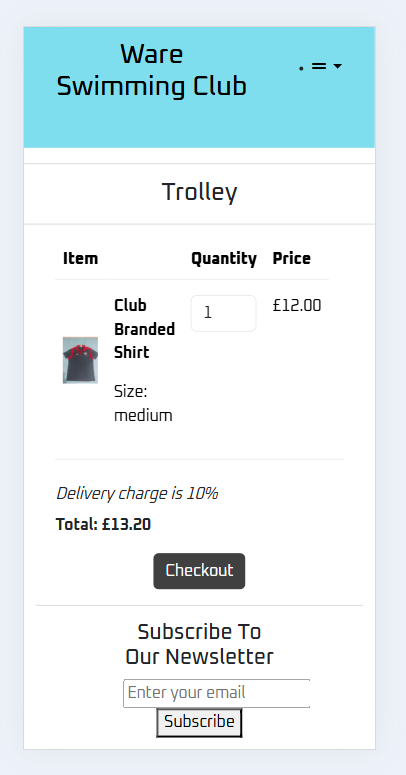 Ware
Swimming Club
Trolley
Item Quantity Price
Club
Branded
Shirt
1
£12.00
Size:
medium
Delivery charge is 10%
Total: £13.20
Checkout
Subscribe To
Our Newsletter
Enter your email
Subscribe